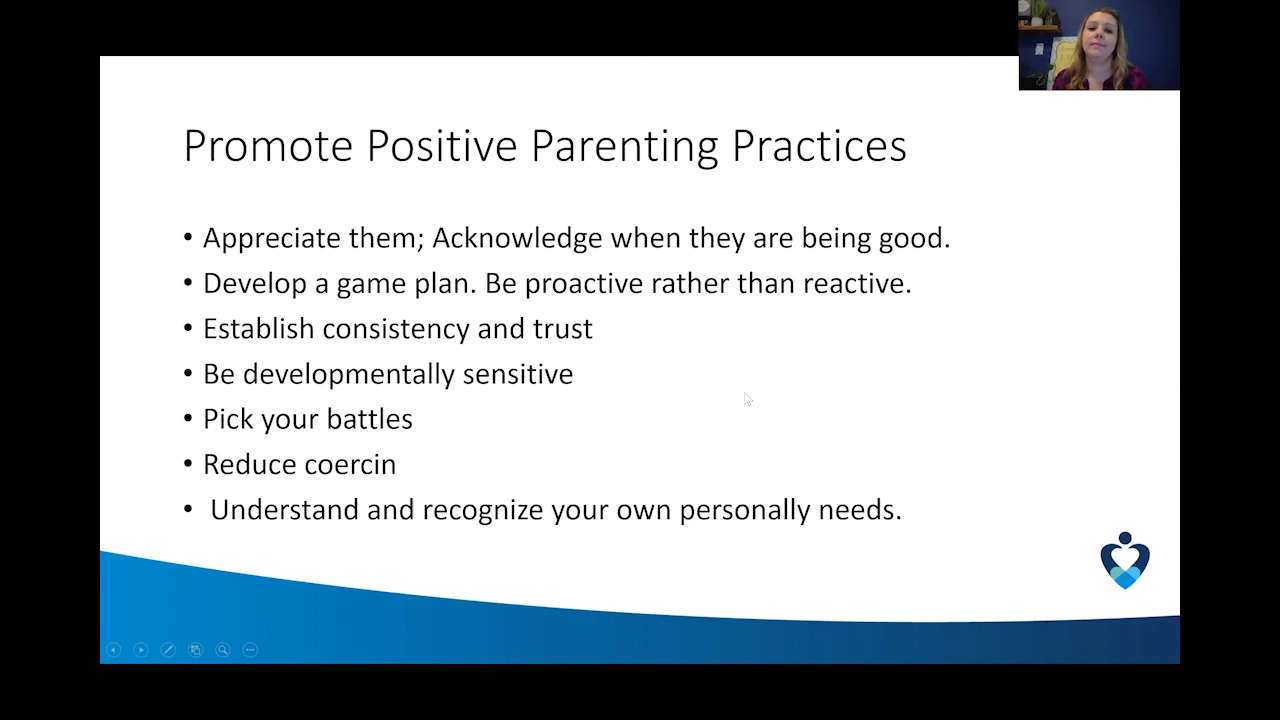 Promote Positive Parenting Practices
• Appreciate them; Acknowledge when they are being good.
• Develop a game plan. Be proactive rather than reactive.
• Establish consistency and trust
• Be developmentally sensitive
• Pick your battles
• Reduce coercin
• Understand and recognize your own personally needs.